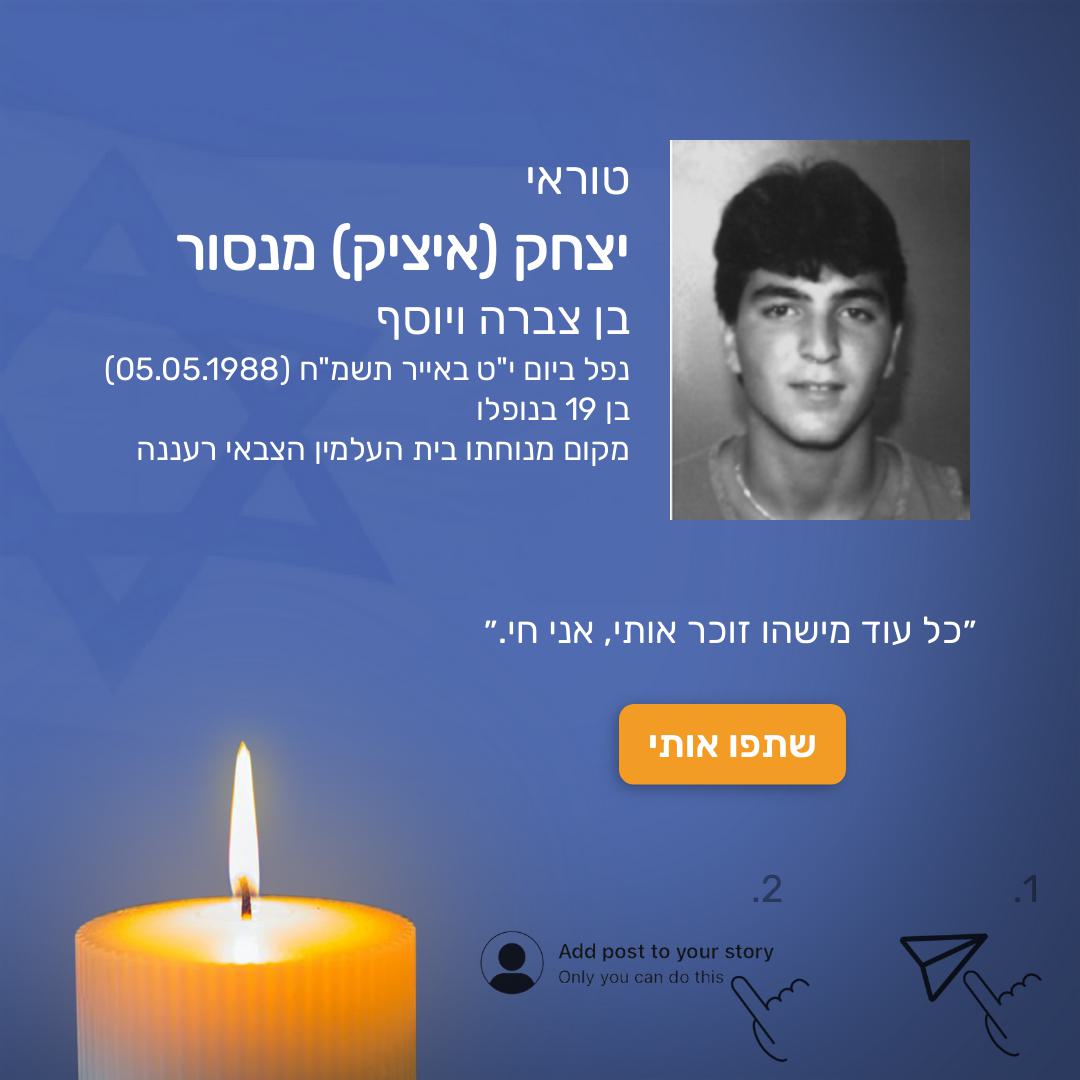 טוראי
יצחק (איציק) מנסור
בן צברה ויוסף
נפל ביום י"ט באייר תשמ"ח (05.05.1988)
בן 19 בנופלו
מקום מנוחתו בית העלמין הצבאי רעננה
״כל עוד מישהו זוכר אותי, אני חי.״
שתפו אותי
1.
2.
Add post to your story
Only you can do this